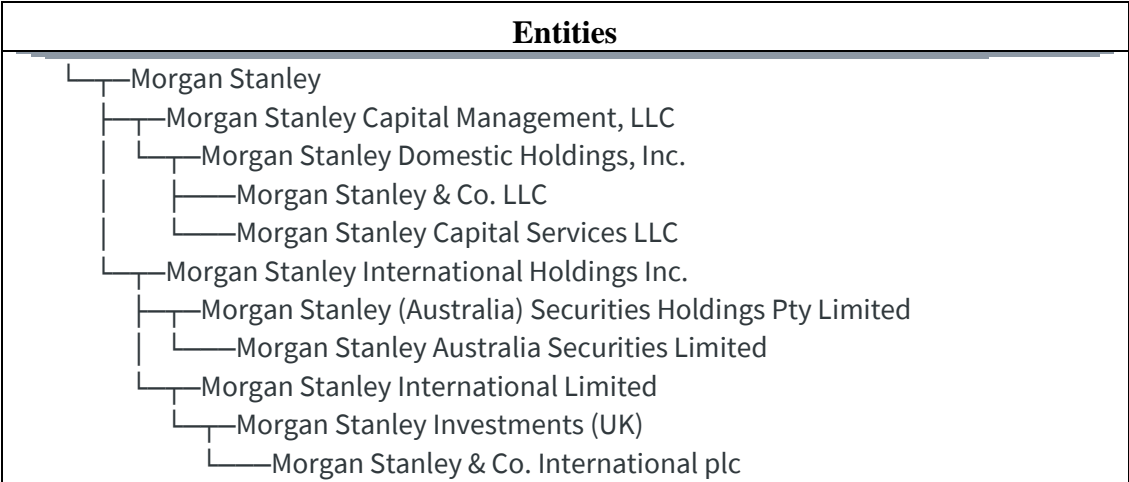 Entities
Morgan Stanley
Morgan Stanley Capital Management, LLC
Morgan Stanley Domestic Holdings, Inc.
Morgan Stanley & Co. LLC
Morgan Stanley Capital Services LLC
Morgan Stanley International Holdings Inc.
Morgan Stanley (Australia) Securities Holdings Pty Limited
Morgan Stanley Australia Securities Limited
Morgan Stanley International Limited
Morgan Stanley Investments (UK)
Morgan Stanley & Co. International plc